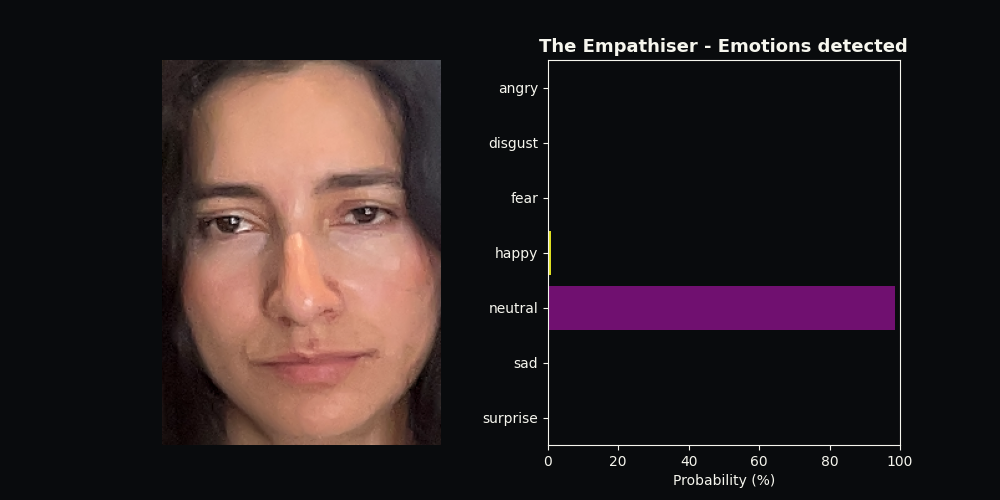 The Empathiser - Emotions detected
angry
disgust
fear
happy
neutral
sad
surprise
0 20 40 60 80 100
Probability (%)